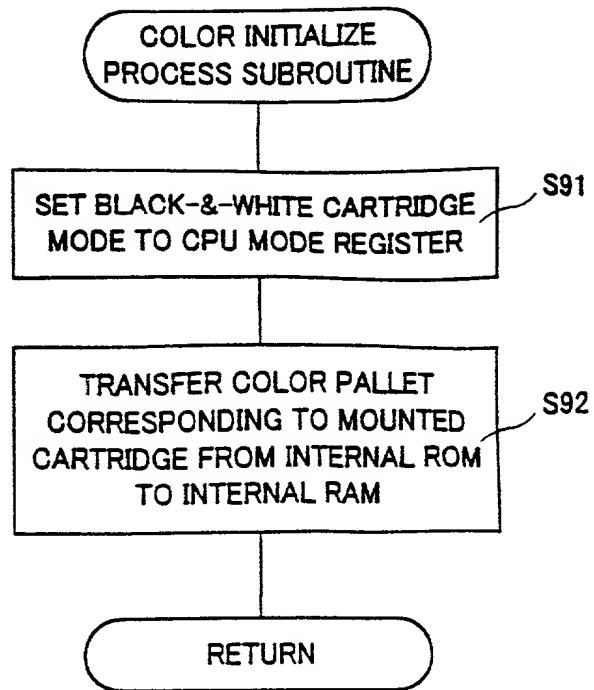 COLOR INITIALIZE
PROCESS SUBROUTINE
SET BLACK-&-WHITE CARTRIDGE
MODE TO CPU MODE REGISTER
S91
TRANSFER COLOR PALLET
CORRESPONDING TO MOUNTED
CARTRIDGE FROM INTERNAL ROM
TO INTERNAL RAM
S92
RETURN